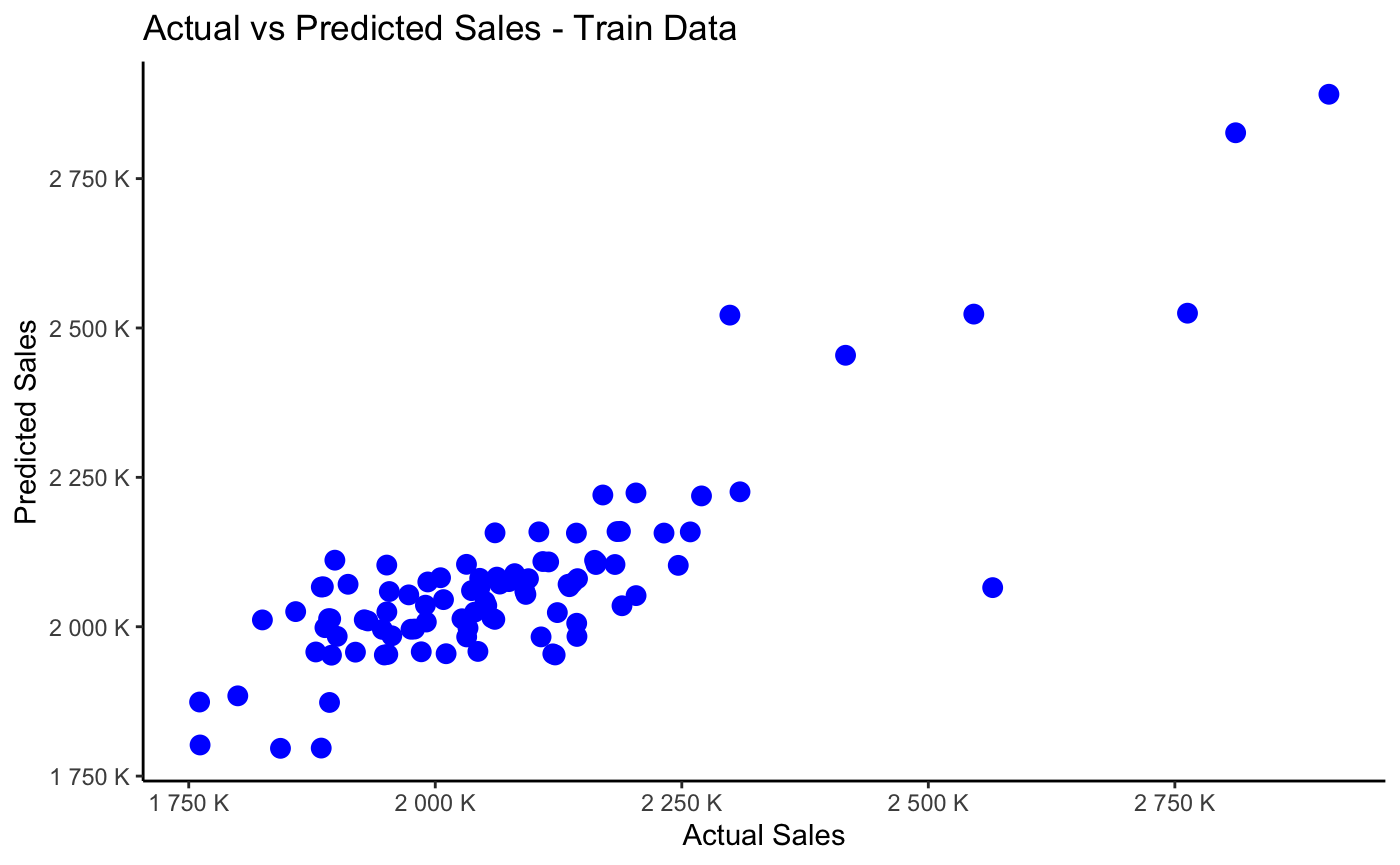 Actual vs Predicted Sales - Train Data
Predicted Sales
2 750 K
2 500 K
2 250 K
2 000 K
1 750 K
1 750 K
2 000 K
2 250 K
2 500 K
2 750 K
Actual Sales